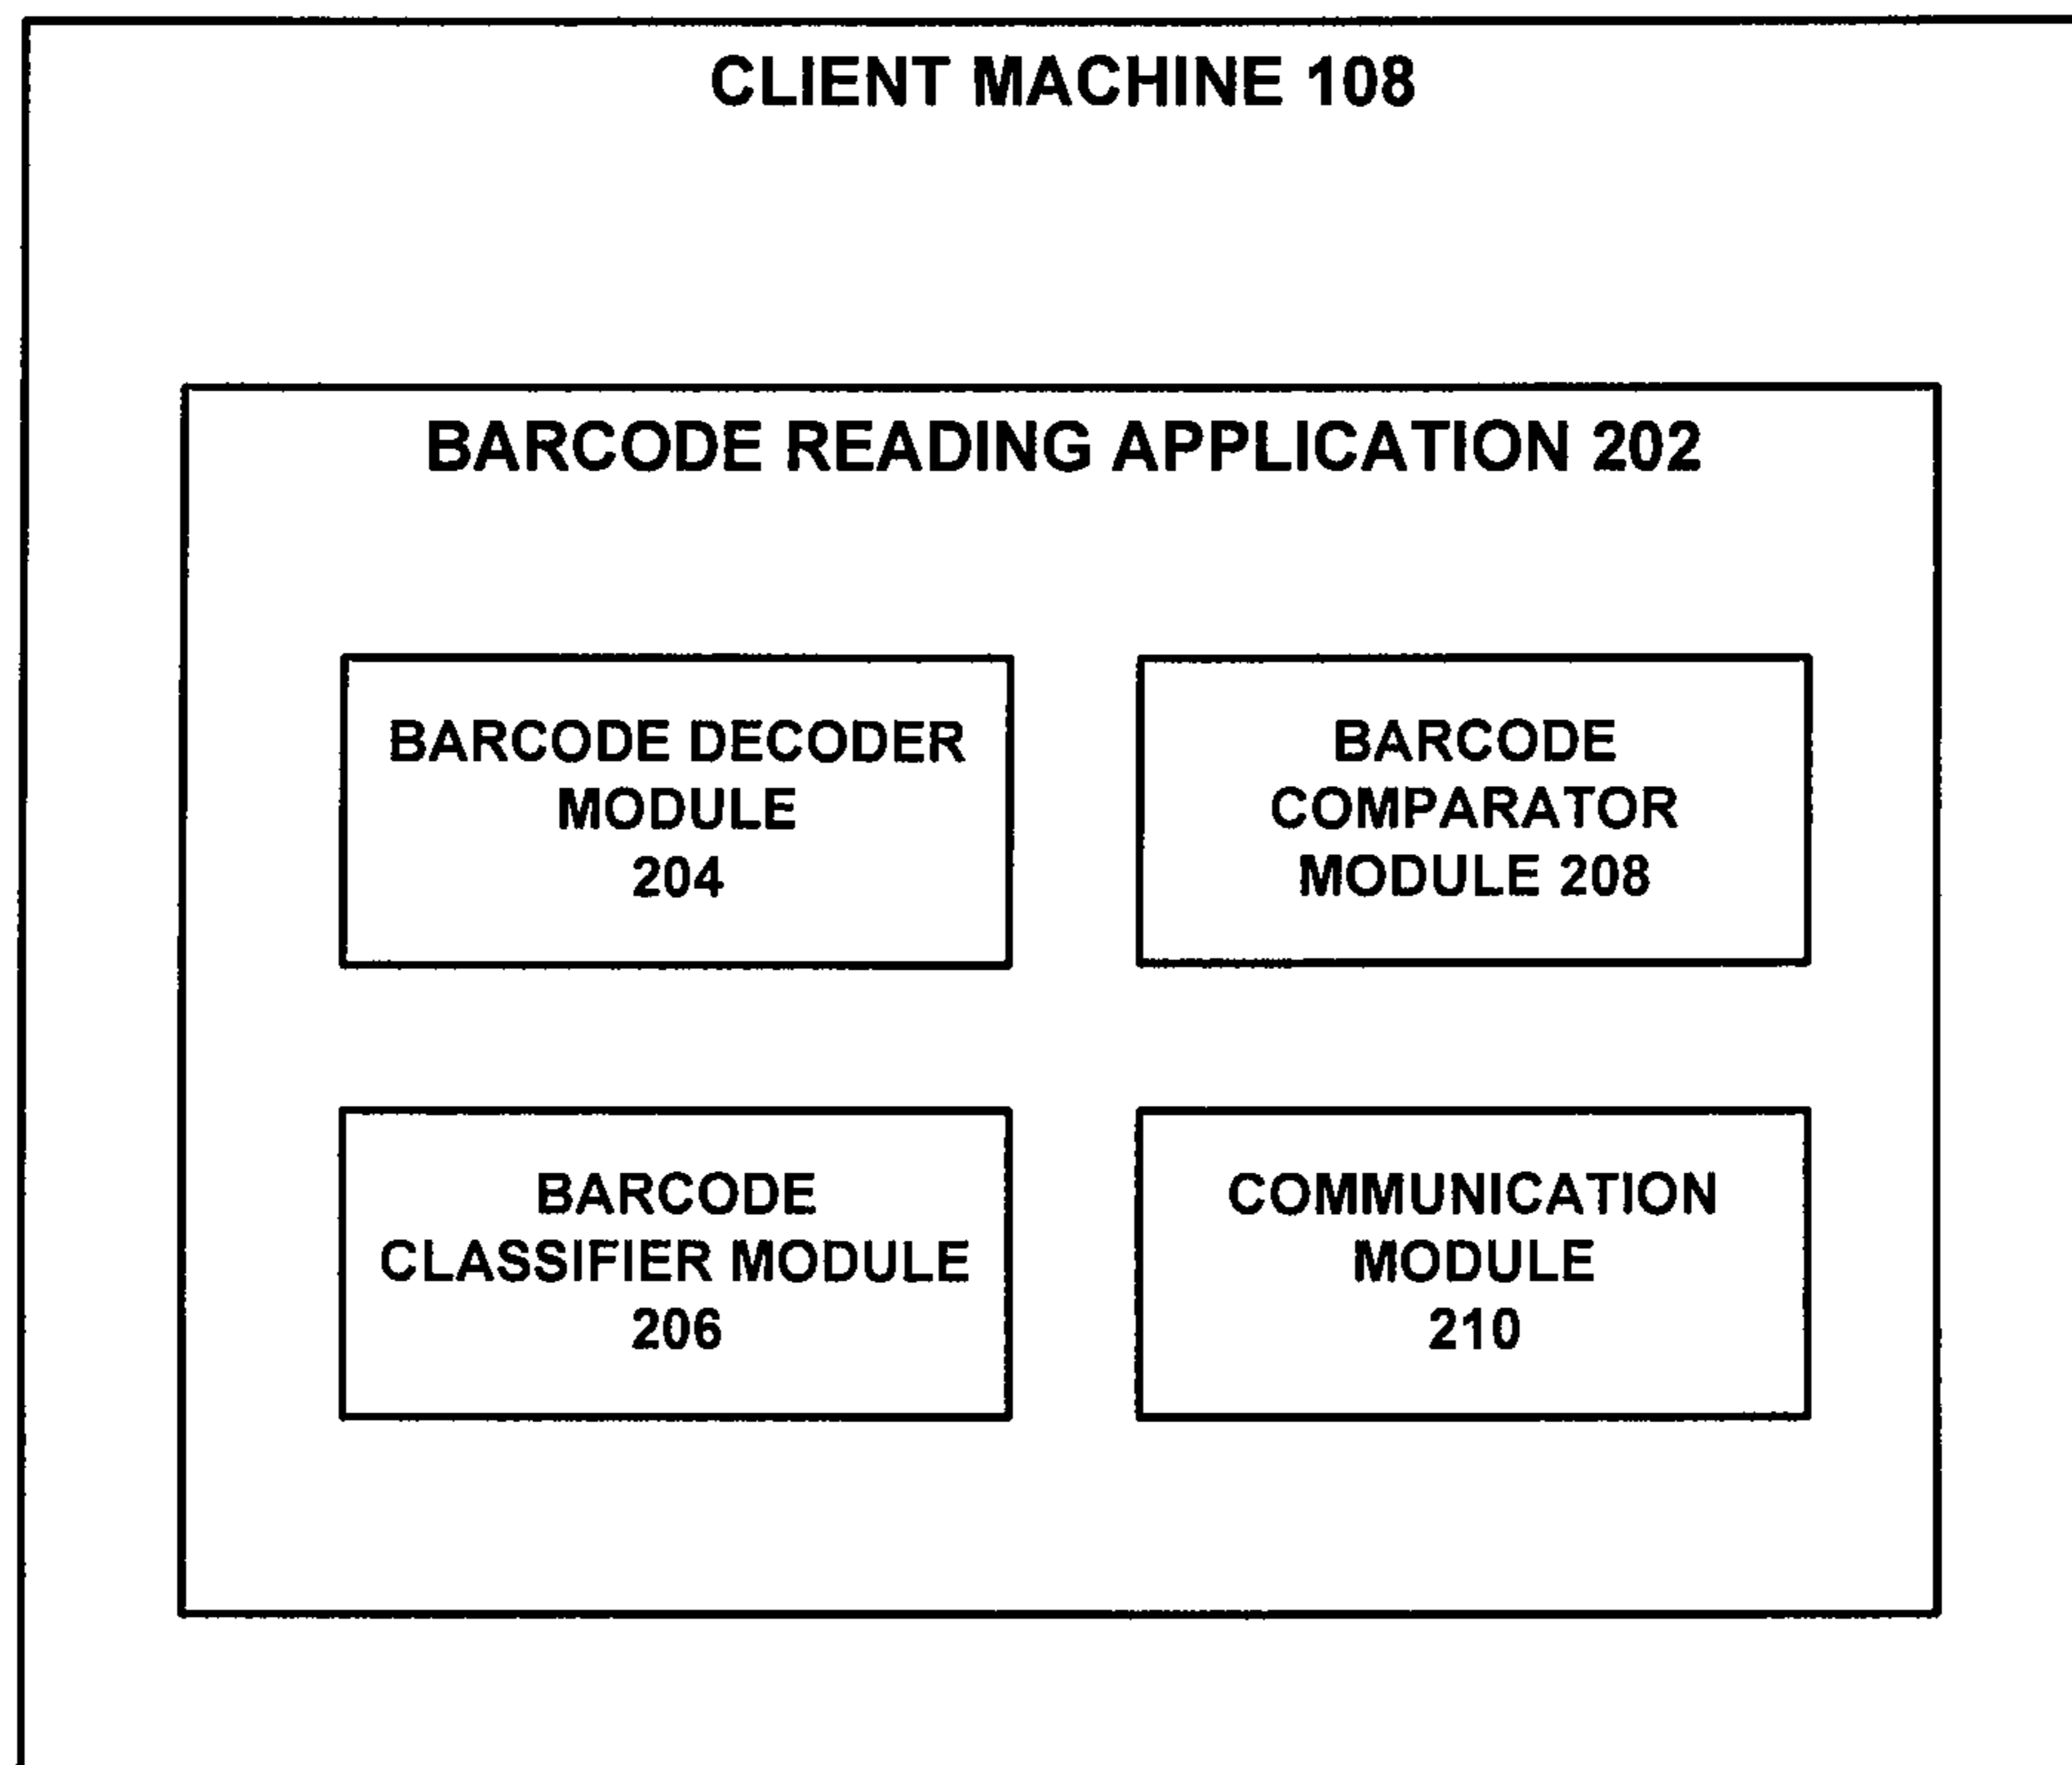 CLIENT MACHINE 108
BARCODE READING APPLICATION 202
BARCODE DECODER
MODULE
204
BARCODE
COMPARATOR
MODULE 208
BARCODE
CLASSIFIER MODULE
206
COMMUNICATION
MODULE
210